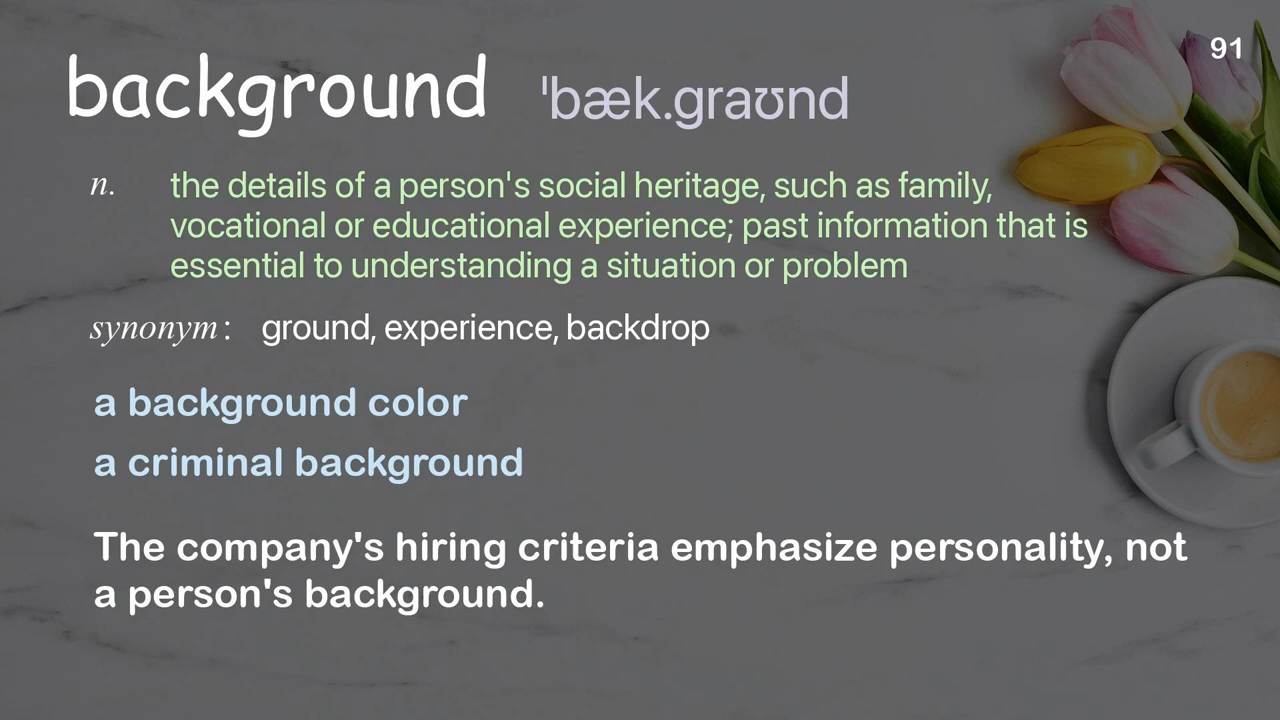 91
background ˈbæk.graʊnd
n. the details of a person's social heritage, such as family,
vocational or educational experience; past information that is
essential to understanding a situation or problem
synonym: ground, experience, backdrop
a background color
a criminal background
The company's hiring criteria emphasize personality, not
a person's background.